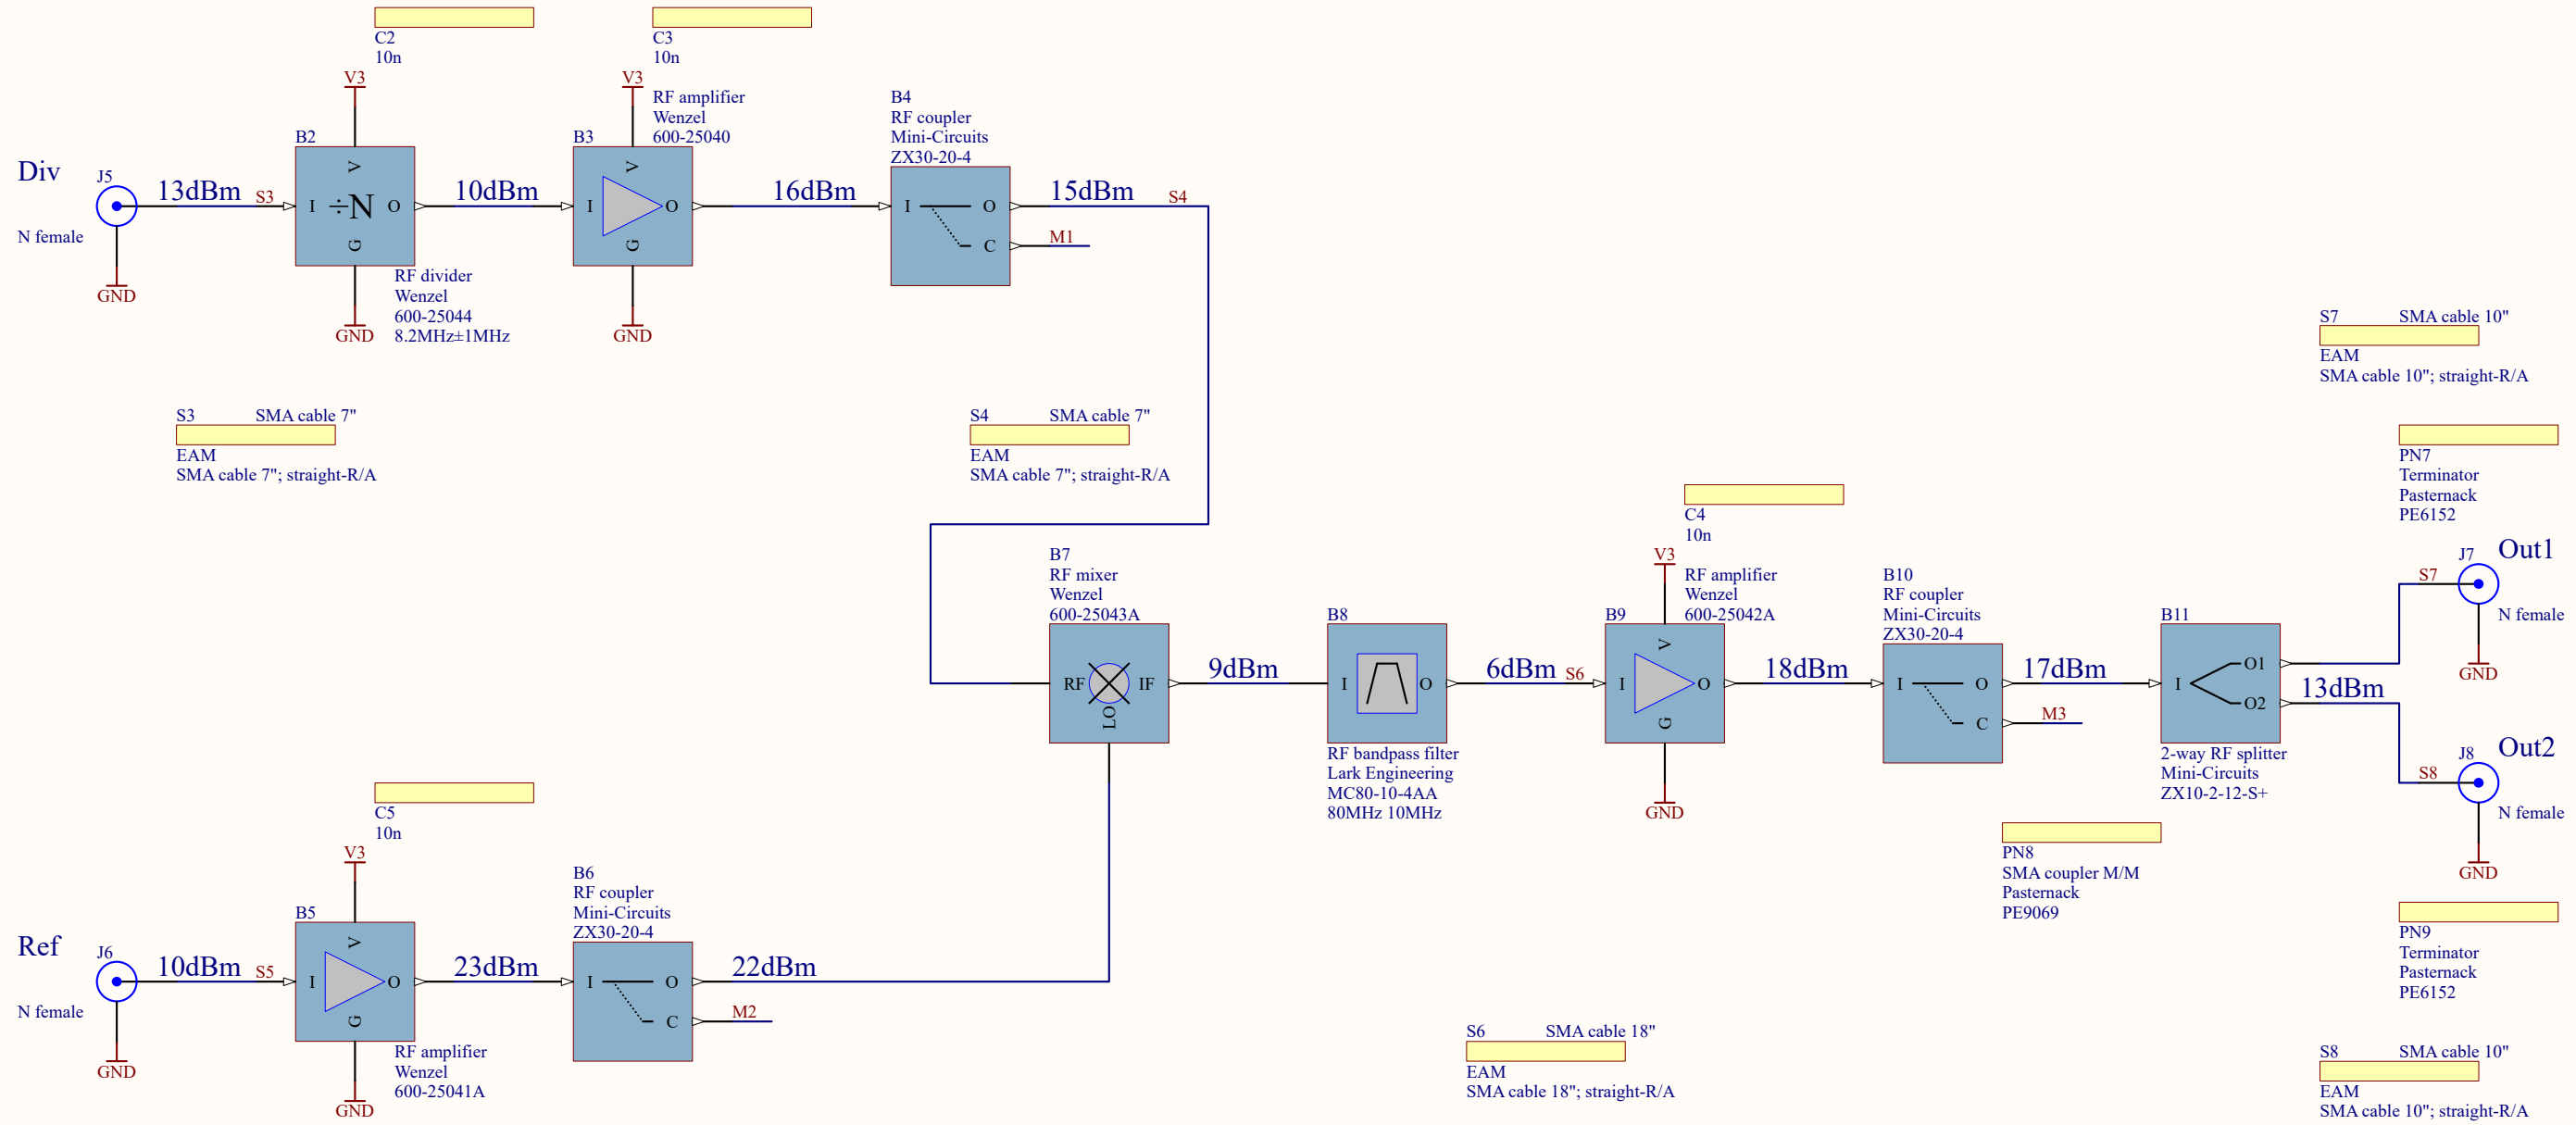 C2
10n
C3
10n
V3
V3
RF amplifier
Wenzel
600-25040
B4
RF coupler
Mini-Circuits
ZX30-20-4
B2
B3
Div
J5
13dBm
S3
I
÷N
O
V
G
10dBm
I
O
V
G
16dBm
I
O
C
15dBm
S4
M1
N female
GND
RF divider
Wenzel
600-25044
8.2MHz±1MHz
GND
GND
S7 SMA cable 10"
EAM
SMA cable 10"; straight-R/A
S3 SMA cable 7"
EAM
SMA cable 7"; straight-R/A
S4 SMA cable 7"
EAM
SMA cable 7"; straight-R/A
PN7
Terminator
Pasternack
PE6152
C4
10n
B7
RF mixer
Wenzel
600-25043A
V3
RF amplifier
Wenzel
600-25042A
B10
RF coupler
Mini-Circuits
ZX30-20-4
J7
Out1
S7
N female
GND
B8
B9
B11
RF
IF
LO
9dBm
I
O
6dBm
S6
I
O
V
G
18dBm
I
O
C
17dBm
M3
I
O1
O2
13dBm
RF bandpass filter
Lark Engineering
MC80-10-4AA
80MHz 10MHz
GND
2-way RF splitter
Mini-Circuits
ZX10-2-12-S+
J8
Out2
S8
N female
GND
C5
10n
V3
PN8
SMA coupler M/M
Pasternack
PE9069
B6
RF coupler
Mini-Circuits
ZX30-20-4
B5
PN9
Terminator
Pasternack
PE6152
Ref
J6
10dBm
S5
I
O
V
G
23dBm
I
O
C
22dBm
M2
N female
GND
RF amplifier
Wenzel
600-25041A
GND
S6 SMA cable 18"
EAM
SMA cable 18"; straight-R/A
S8 SMA cable 10"
EAM
SMA cable 10"; straight-R/A